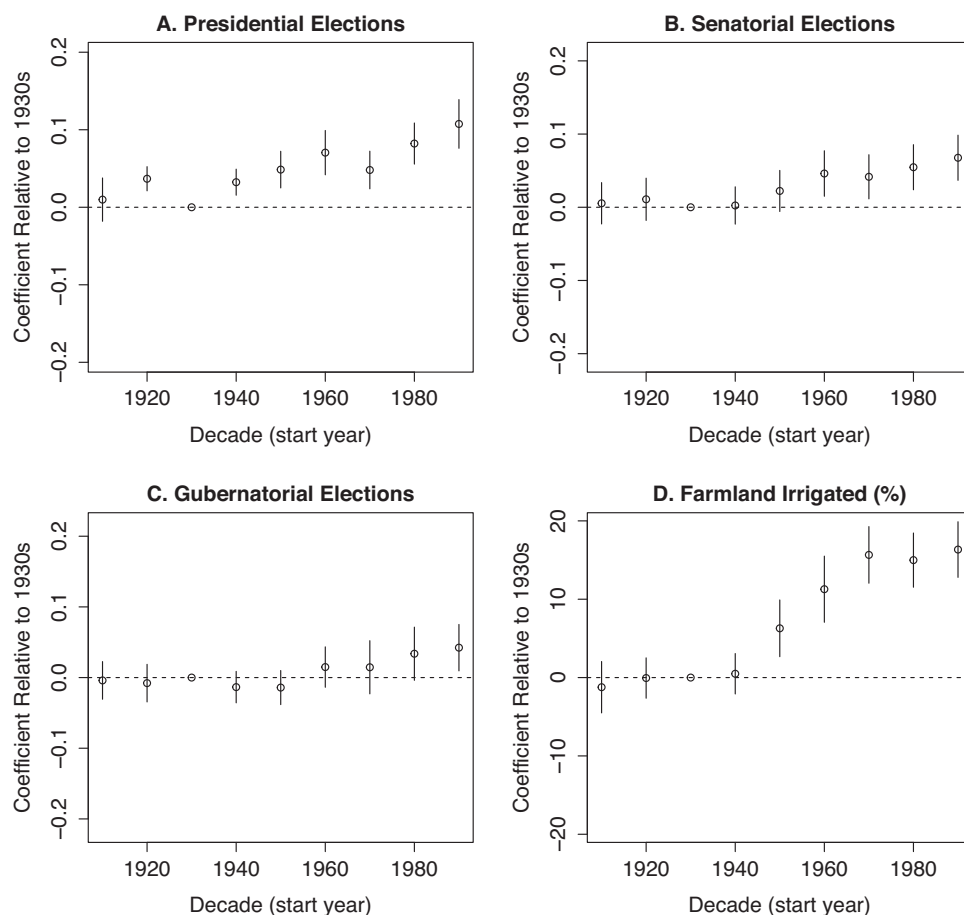 A. Presidential Elections
Coefficient Relative to 1930s
0.2
0.1
0.0
−0.1
−0.2
1920 1940 1960 1980
Decade (start year)
B. Senatorial Elections
Coefficient Relative to 1930s
0.2
0.1
0.0
−0.1
−0.2
1920 1940 1960 1980
Decade (start year)
C. Gubernatorial Elections
Coefficient Relative to 1930s
0.2
0.1
0.0
−0.1
−0.2
1920 1940 1960 1980
Decade (start year)
D. Farmland Irrigated (%)
Coefficient Relative to 1930s
20
10
0
−10
−20
1920 1940 1960 1980
Decade (start year)